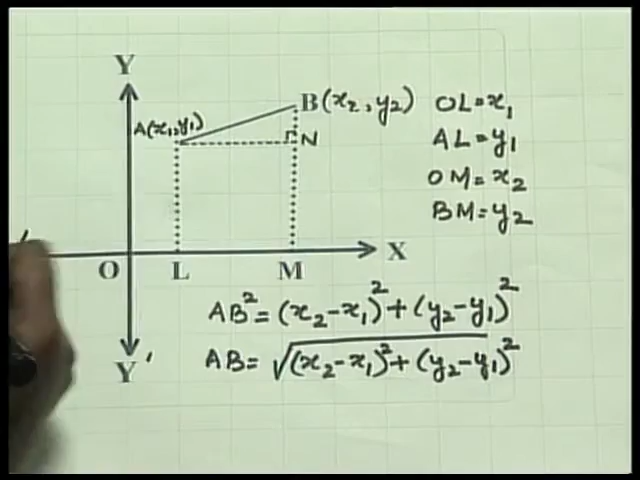 Y
B(x₂, y₂)
OL=x₁
A(x₁, y₁)
AL=y₁
N
OM=x₂
BM=y₂
X
O
L
M
AB²=(x₂-x₁)²+(y₂-y₁)²
AB=√(x₂-x₁)²+(y₂-y₁)²
Y'